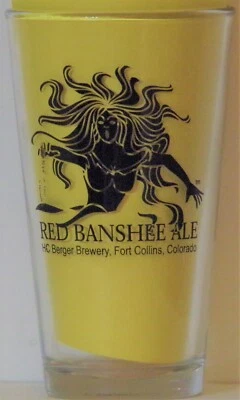 RED BANSHEE ALE
HC Berger Brewery, Fort Collins, Colorado